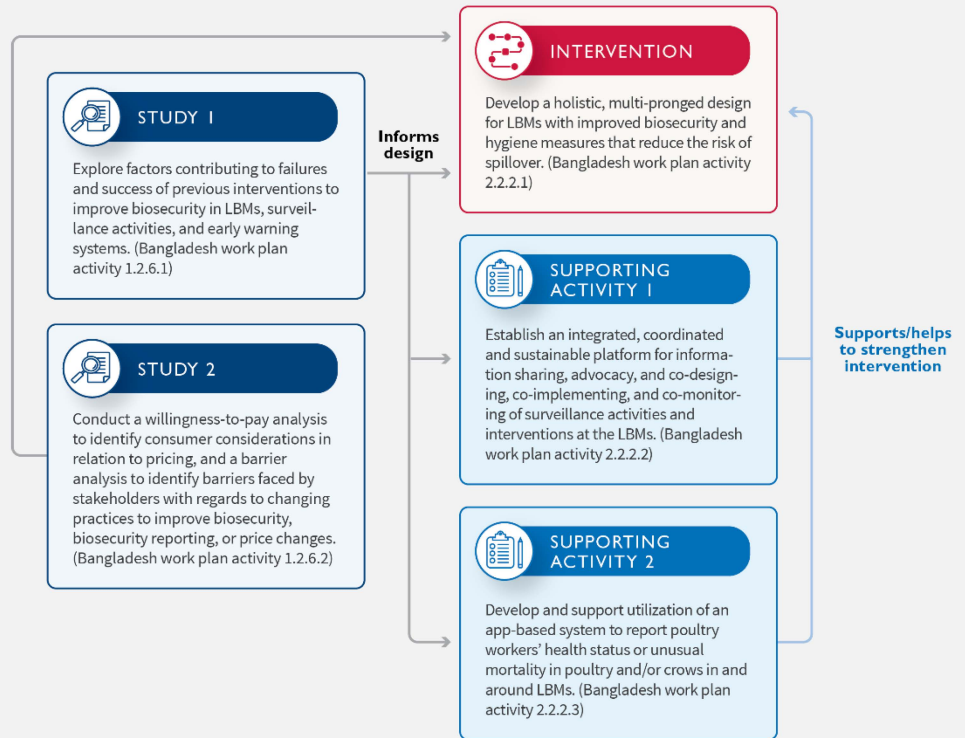 STUDY 1
Explore factors contributing to failures
and success of previous interventions to
improve biosecurity in LBMs, surveil-
lance activities, and early warning
systems. (Bangladesh work plan
activity 1.2.6.1)
STUDY 2
Conduct a willingness-to-pay analysis
to identify consumer considerations in
relation to pricing, and a barrier
analysis to identify barriers faced by
stakeholders with regards to changing
practices to improve biosecurity,
biosecurity reporting, or price changes.
(Bangladesh work plan activity 1.2.6.2)
Informs
design
INTERVENTION
Develop a holistic, multi-pronged design
for LBMs with improved biosecurity and
hygiene measures that reduce the risk of
spillover. (Bangladesh work plan activity
2.2.2.1)
SUPPORTING
ACTIVITY 1
Establish an integrated, coordinated
and sustainable platform for informa-
tion sharing, advocacy, and co-design-
ing, co-implementing, and co-monitor-
ing of surveillance activities and
interventions at the LBMs. (Bangladesh
work plan activity 2.2.2.2)
SUPPORTING
ACTIVITY 2
Develop and support utilization of an
app-based system to report poultry
workers' health status or unusual
mortality in poultry and/or crows in and
around LBMs. (Bangladesh work plan
activity 2.2.2.3)
Supports/helps
to strengthen
intervention